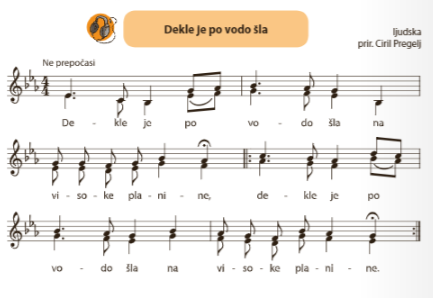 Dekle je po vodo šla
ljudska
prir. Ciril Pregelj
Ne prepočasi
De - kle je po vo - do šla na
vi - so - ke pla - ni - ne, de - kle je po
vo - do šla na vi - so - ke pla - ni - ne.